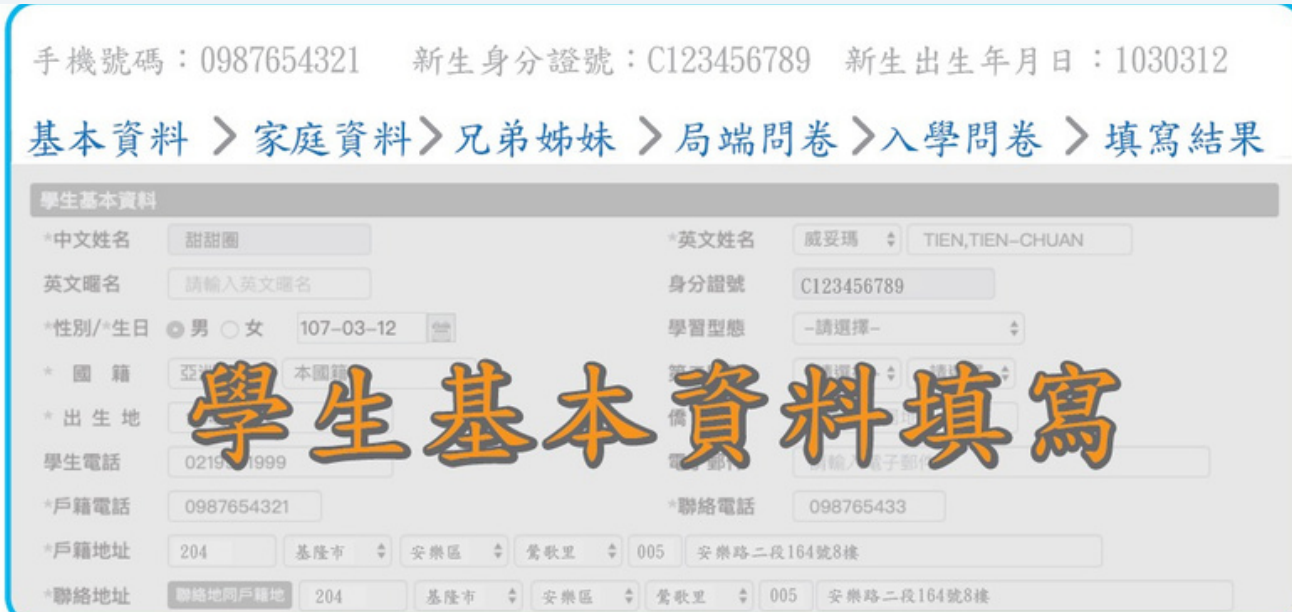 手機號碼：0987654321 新生身分證號：C123456789 新生出生年月日：1030312
基本資料 > 家庭資料 > 兄弟姊妹 > 局端問卷 > 入學問卷 > 填寫結果
學生基本資料
*中文姓名 甜甜圈 *英文姓名 威妥瑪 TIEN,TIEN-CHUAN
英文暱名 請輸入英文暱名 身分證號 C123456789
*性別/*生日 男 女 107-03-12 學習型態 -請選擇-
* 國 籍 本國籍
學生基本資料填寫
* 出 生 地 僑
學生電話
*戶籍電話 0987654321 *聯絡電話 098765433
*戶籍地址 204 基隆市 安樂區 鶯歌里 005 安樂路二段164號8樓
*聯絡地址 聯絡地同戶籍地 204 基隆市 安樂區 鶯歌里 005 安樂路二段164號8樓